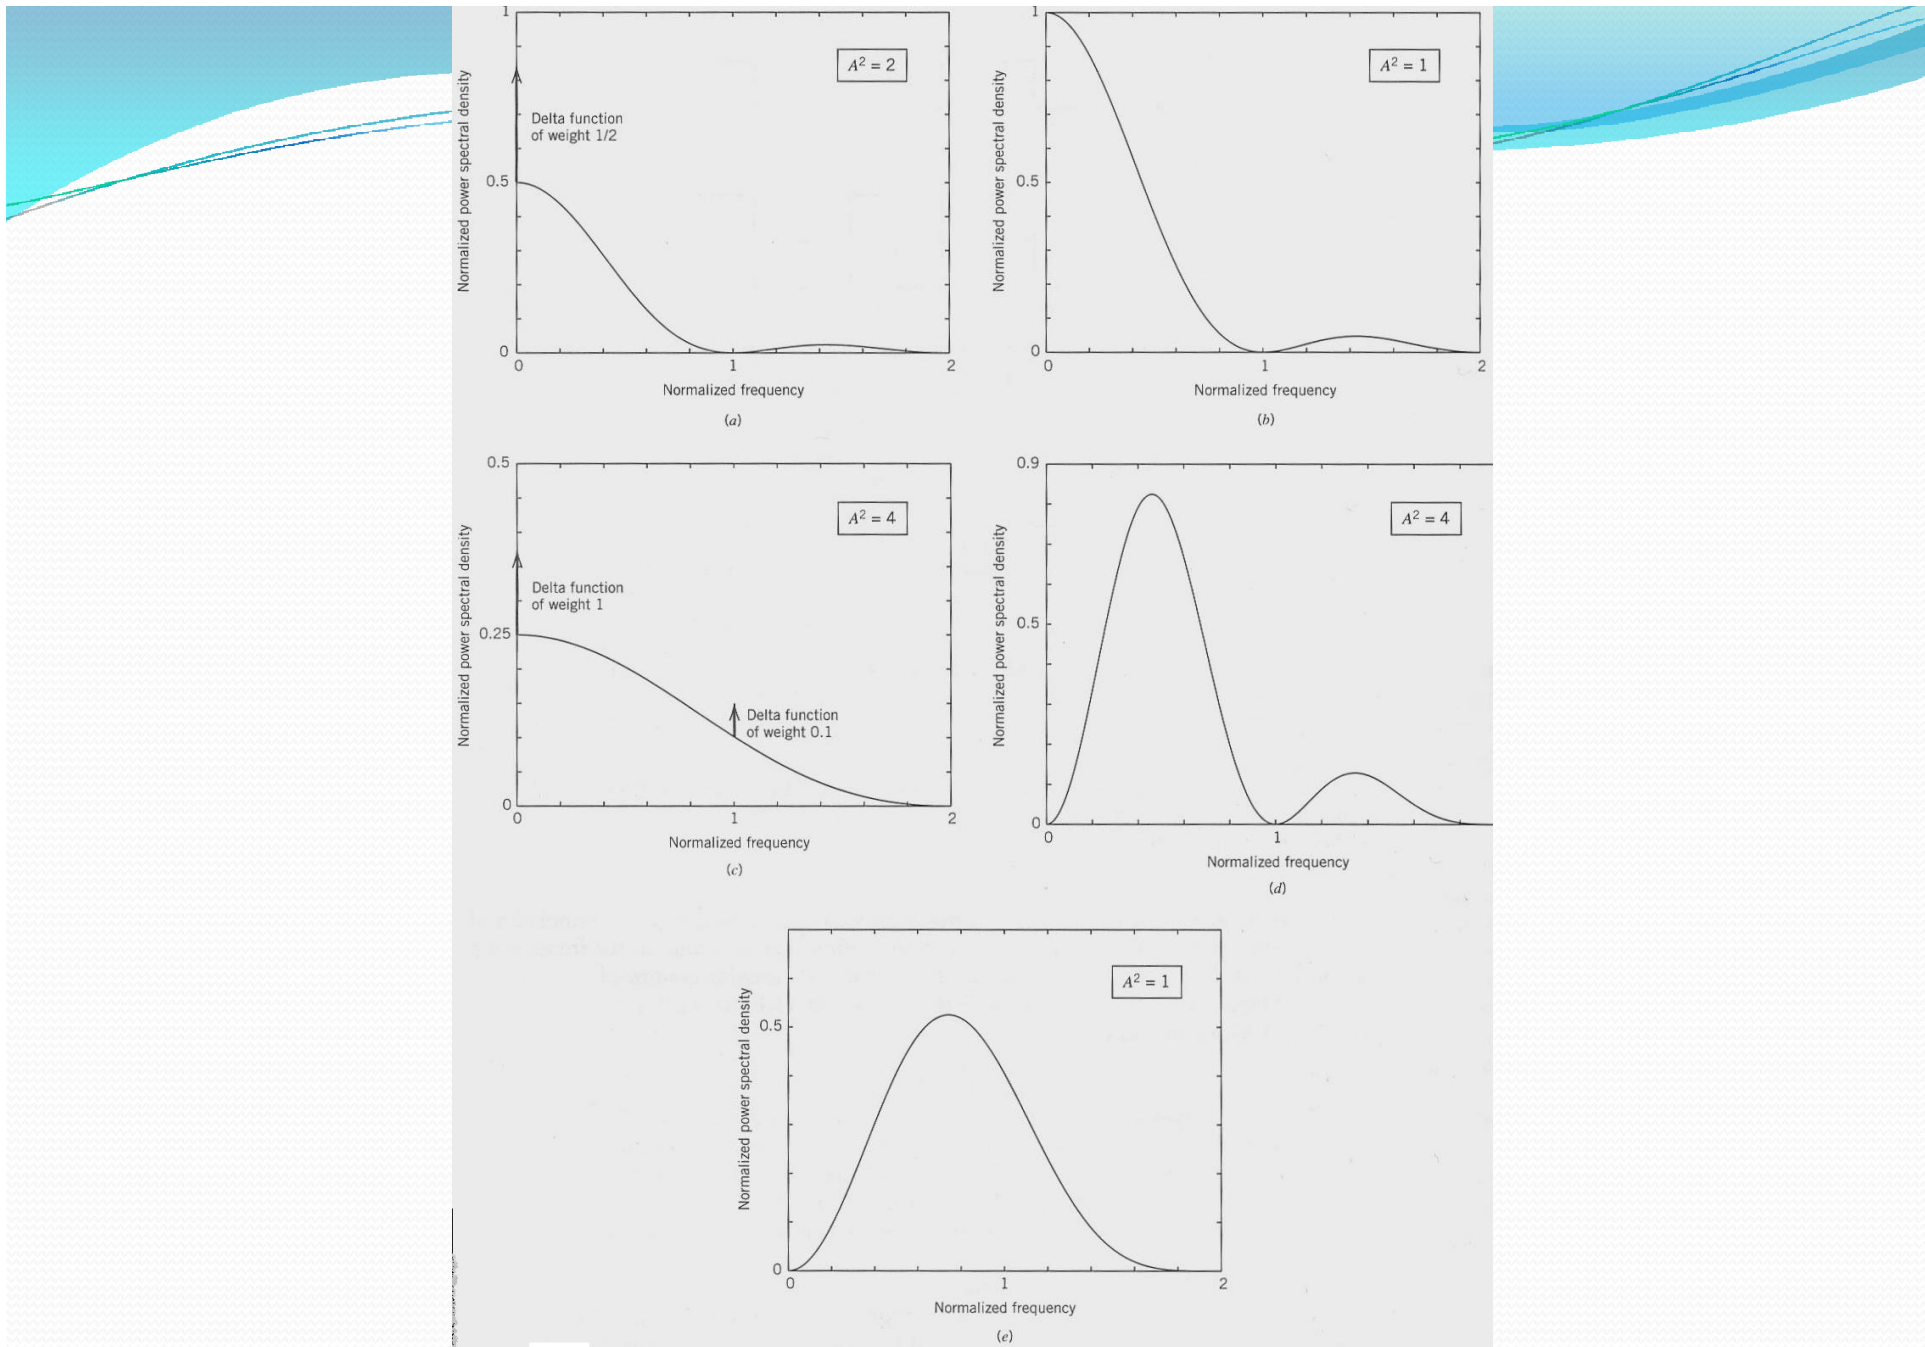 1
A² = 2
Delta function
of weight 1/2
0.5
0
0
1
2
Normalized power spectral density
Normalized frequency
(a)
1
A² = 1
0.5
0
0
1
2
Normalized power spectral density
Normalized frequency
(b)
0.5
A² = 4
Delta function
of weight 1
0.25
Delta function
of weight 0.1
0
0
1
2
Normalized power spectral density
Normalized frequency
(c)
0.9
A² = 4
0.5
0
0
1
Normalized power spectral density
Normalized frequency
(d)
A² = 1
0.5
0
0
1
2
Normalized power spectral density
Normalized frequency
(e)